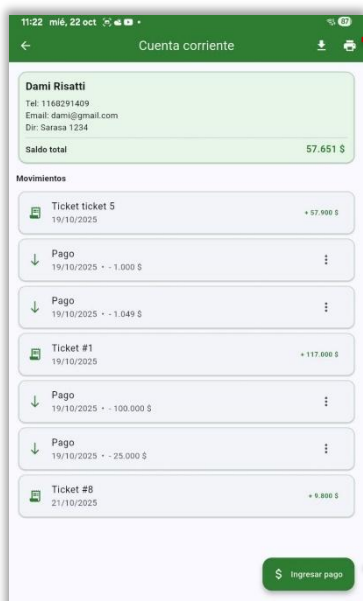 11:22 mié, 22 oct 87
Cuenta corriente
Dami Risatti
Tel: 1168291409
Email: dami@gmail.com
Dir: Sarasa 1234
Saldo total 57.651 $
Movimientos
Ticket ticket 5
19/10/2025 + 57.900 $
Pago
19/10/2025 • - 1.000 $
Pago
19/10/2025 • - 1.049 $
Ticket #1
19/10/2025 + 117.000 $
Pago
19/10/2025 • - 100.000 $
Pago
19/10/2025 • - 25.000 $
Ticket #8
21/10/2025 + 9.800 $
$ Ingresar pago